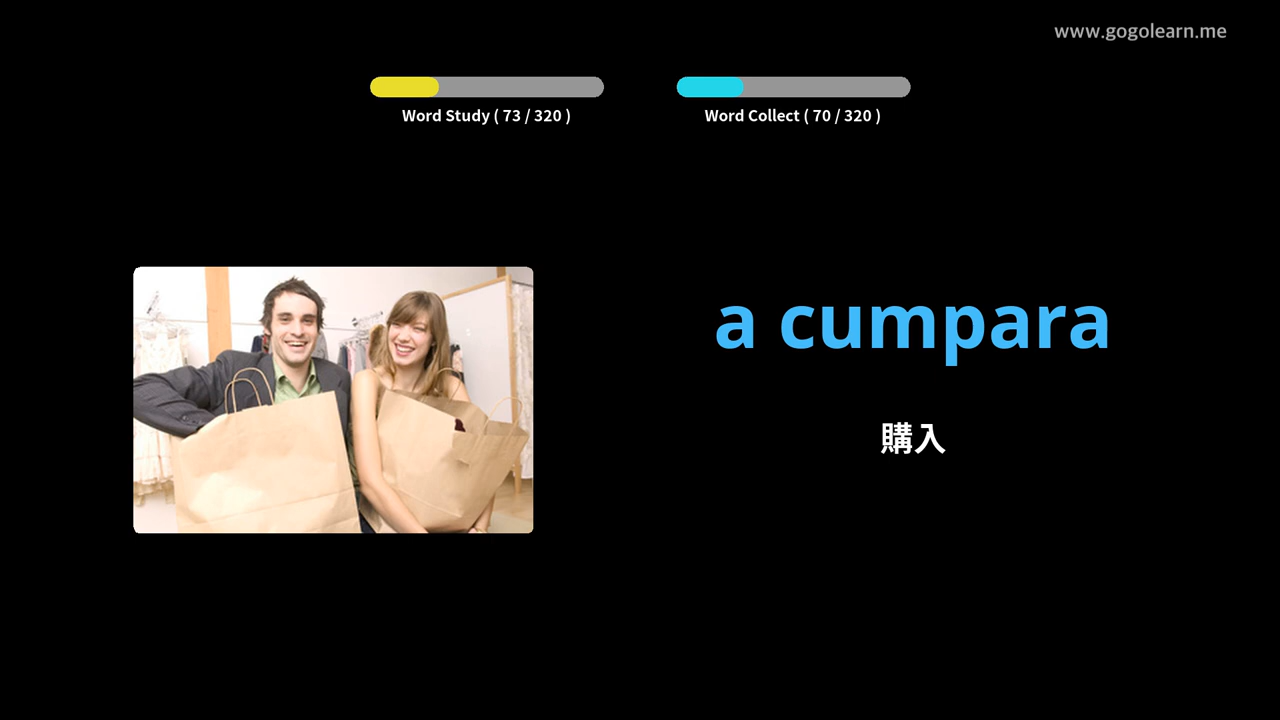 www.gogolearn.me
Word Study ( 73 / 320 )
Word Collect ( 70 / 320 )
a cumpara
購入